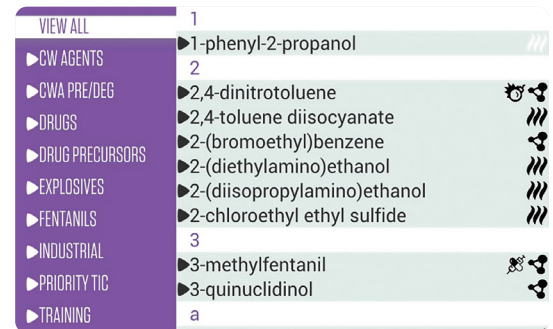 VIEW ALL
CW AGENTS
CWA PRE/DEG
DRUGS
DRUG PRECURSORS
EXPLOSIVES
FENTANILS
INDUSTRIAL
PRIORITY TIC
TRAINING
1
1-phenyl-2-propanol
2
2,4-dinitrotoluene
2,4-toluene diisocyanate
2-(bromoethyl)benzene
2-(diethylamino)ethanol
2-(diisopropylamino)ethanol
2-chloroethyl ethyl sulfide
3
3-methylfentanil
3-quinuclidinol
a